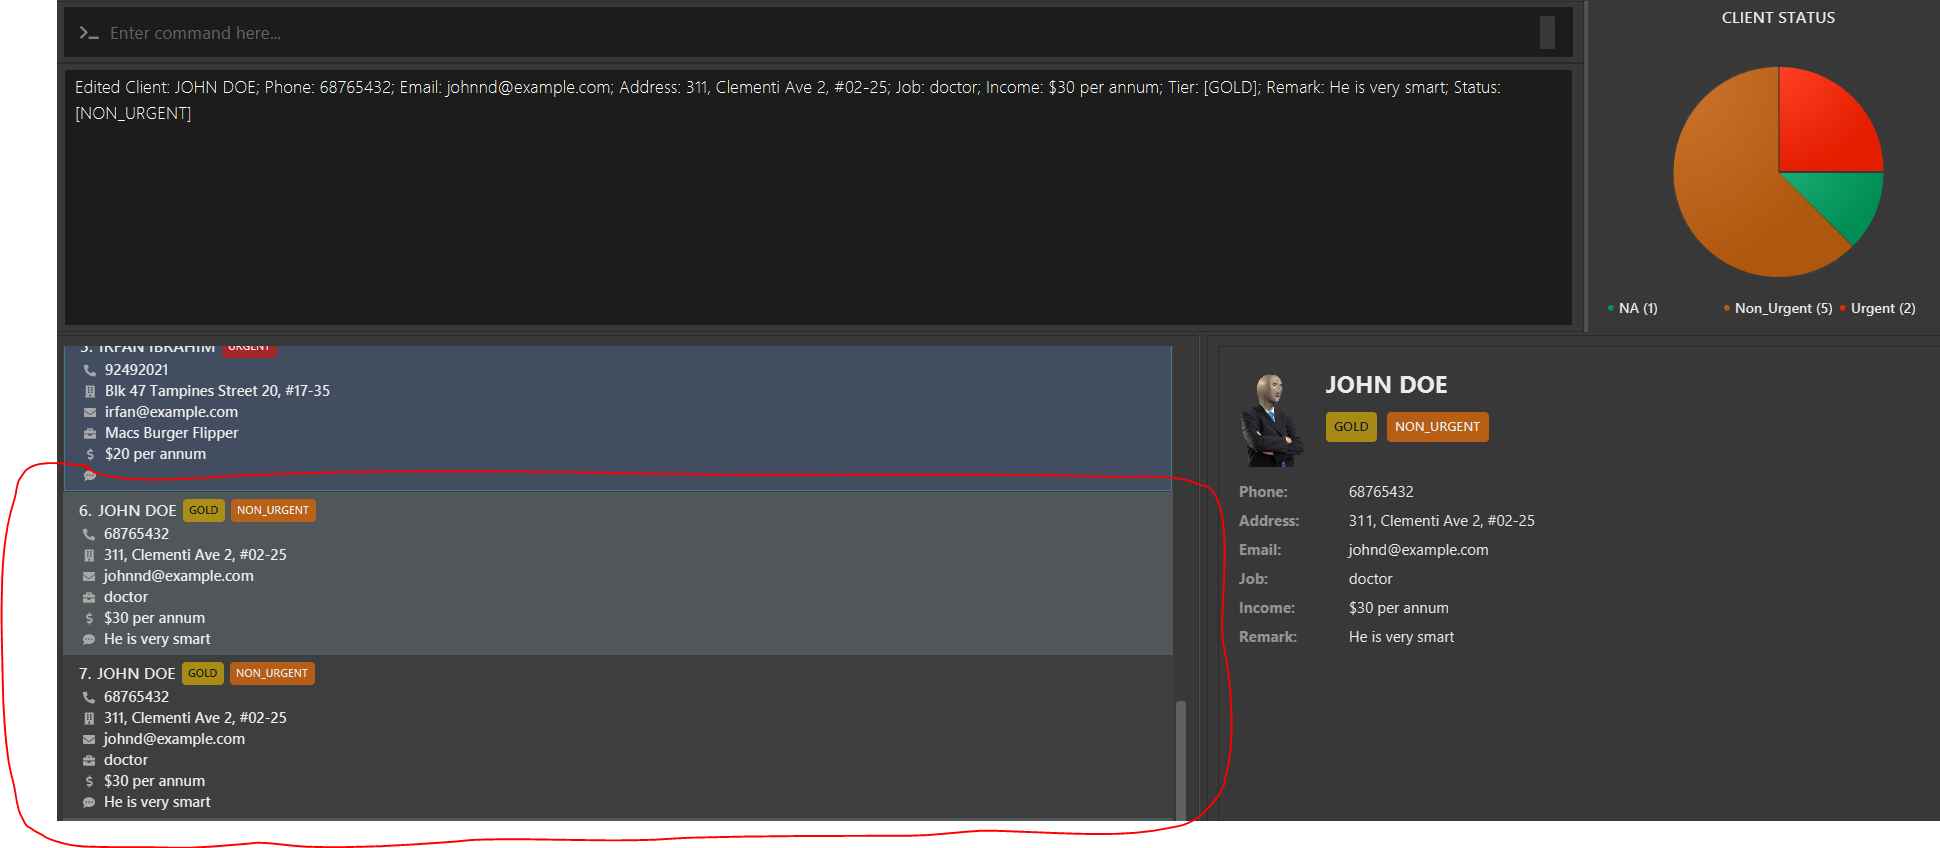 Enter command here...
Edited Client: JOHN DOE; Phone: 68765432; Email: johnnd@example.com; Address: 311, Clementi Ave 2, #02-25; Job: doctor; Income: $30 per annum; Tier: [GOLD]; Remark: He is very smart; Status:
[NON_URGENT]
CLIENT STATUS
NA (1) Non_Urgent (5) Urgent (2)
5. IRFAN IBRAHIM URGENT
92492021
Blk 47 Tampines Street 20, #17-35
irfan@example.com
Macs Burger Flipper
$ $20 per annum
6. JOHN DOE GOLD NON_URGENT
68765432
311, Clementi Ave 2, #02-25
johnnd@example.com
doctor
$ $30 per annum
He is very smart
7. JOHN DOE GOLD NON_URGENT
68765432
311, Clementi Ave 2, #02-25
johnd@example.com
doctor
$ $30 per annum
He is very smart
JOHN DOE
GOLD NON_URGENT
Phone: 68765432
Address: 311, Clementi Ave 2, #02-25
Email: johnd@example.com
Job: doctor
Income: $30 per annum
Remark: He is very smart